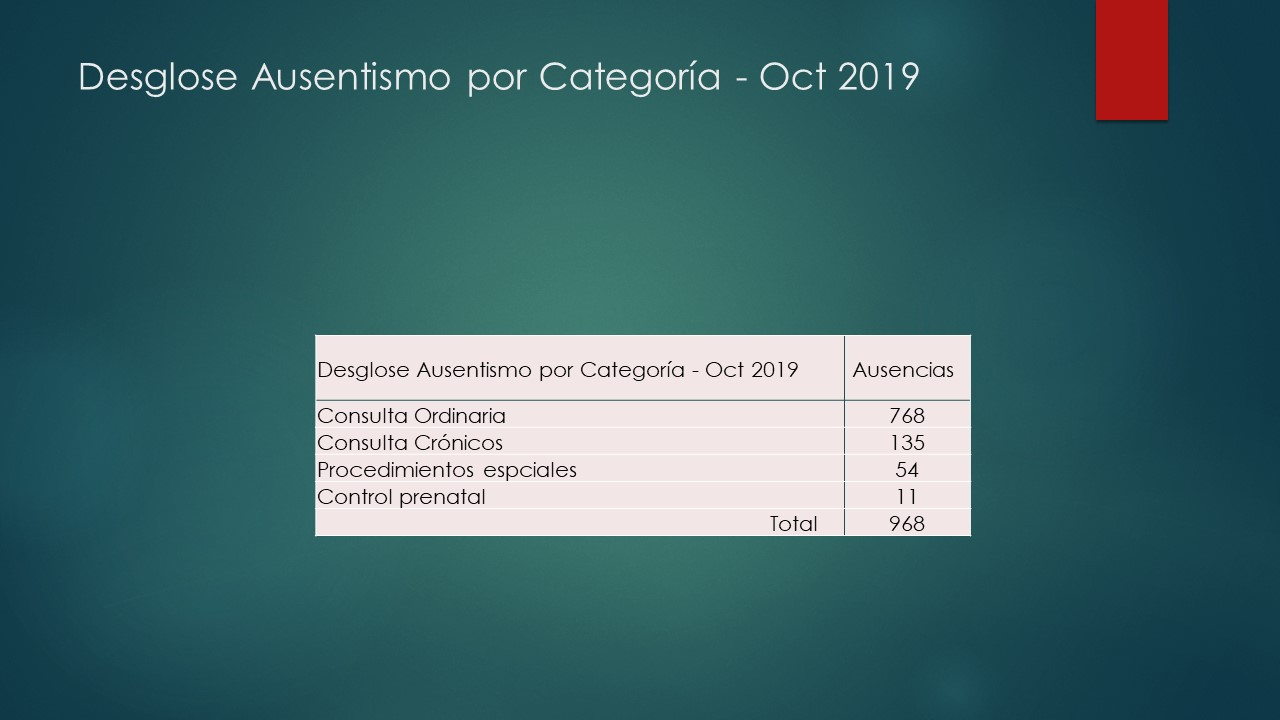 Desglose Ausentismo por Categoría - Oct 2019
Desglose Ausentismo por Categoría - Oct 2019 Ausencias
Consulta Ordinaria 768
Consulta Crónicos 135
Procedimientos espciales 54
Control prenatal 11
Total 968